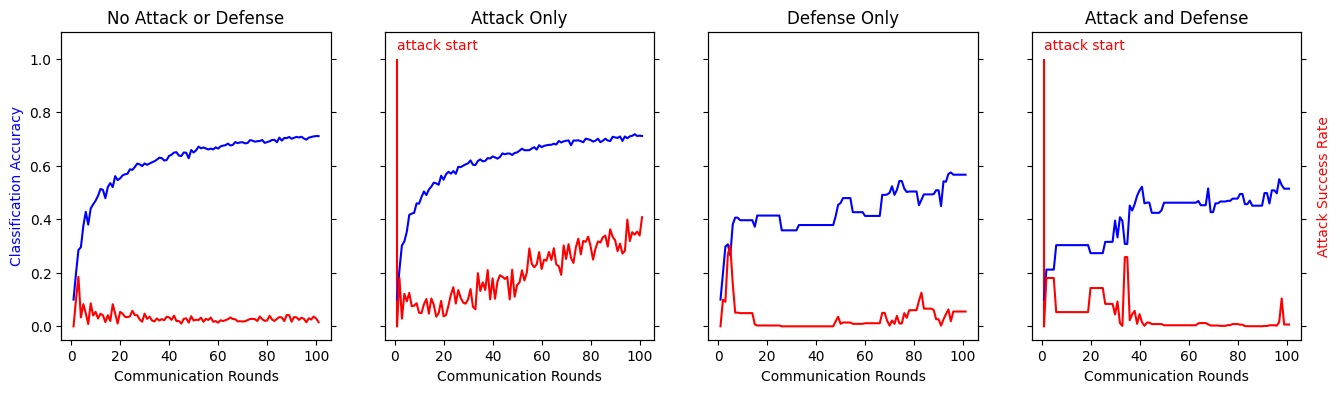 No Attack or Defense
Attack Only
Defense Only
Attack and Defense
attack start
attack start
1.0
0.8
0.6
0.4
0.2
0.0
Classification Accuracy
Attack Success Rate
0 20 40 60 80 100
0 20 40 60 80 100
0 20 40 60 80 100
0 20 40 60 80 100
Communication Rounds
Communication Rounds
Communication Rounds
Communication Rounds